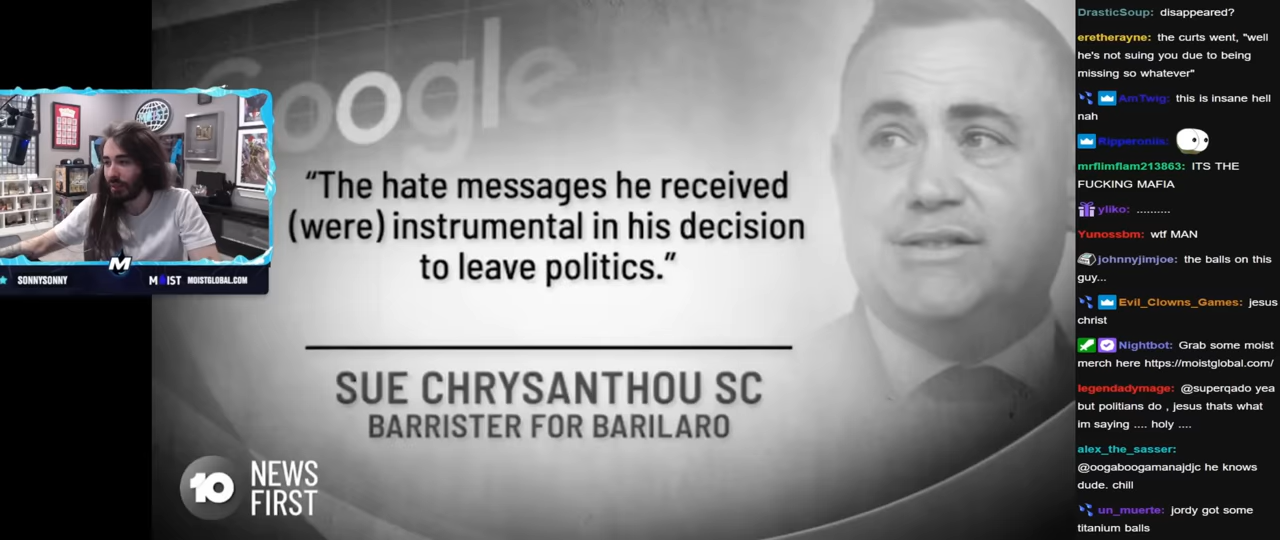 Google
“The hate messages he received
(were) instrumental in his decision
to leave politics.”
SUE CHRYSANTHOU SC
BARRISTER FOR BARILARO
10 NEWS
FIRST
SONNYSONNY
M
MOIST MOISTGLOBAL.COM
DrasticSoup: disappeared?
eretherayne: the curts went, "well
he's not suing you due to being
missing so whatever"
AmTwig: this is insane hell
nah
Ripperoniis:
mrflimflam213863: ITS THE
FUCKING MAFIA
yliko: ..........
Yunossbm: wtf MAN
johnnyjimjoe: the balls on this
guy...
Evil_Clowns_Games: jesus
christ
Nightbot: Grab some moist
merch here https://moistglobal.com/
legendadymage: @superqado yea
but politians do , jesus thats what
im saying .... holy ....
alex_the_sasser:
@oogaboogamanajdjc he knows
dude. chill
un_muerte: jordy got some
titanium balls